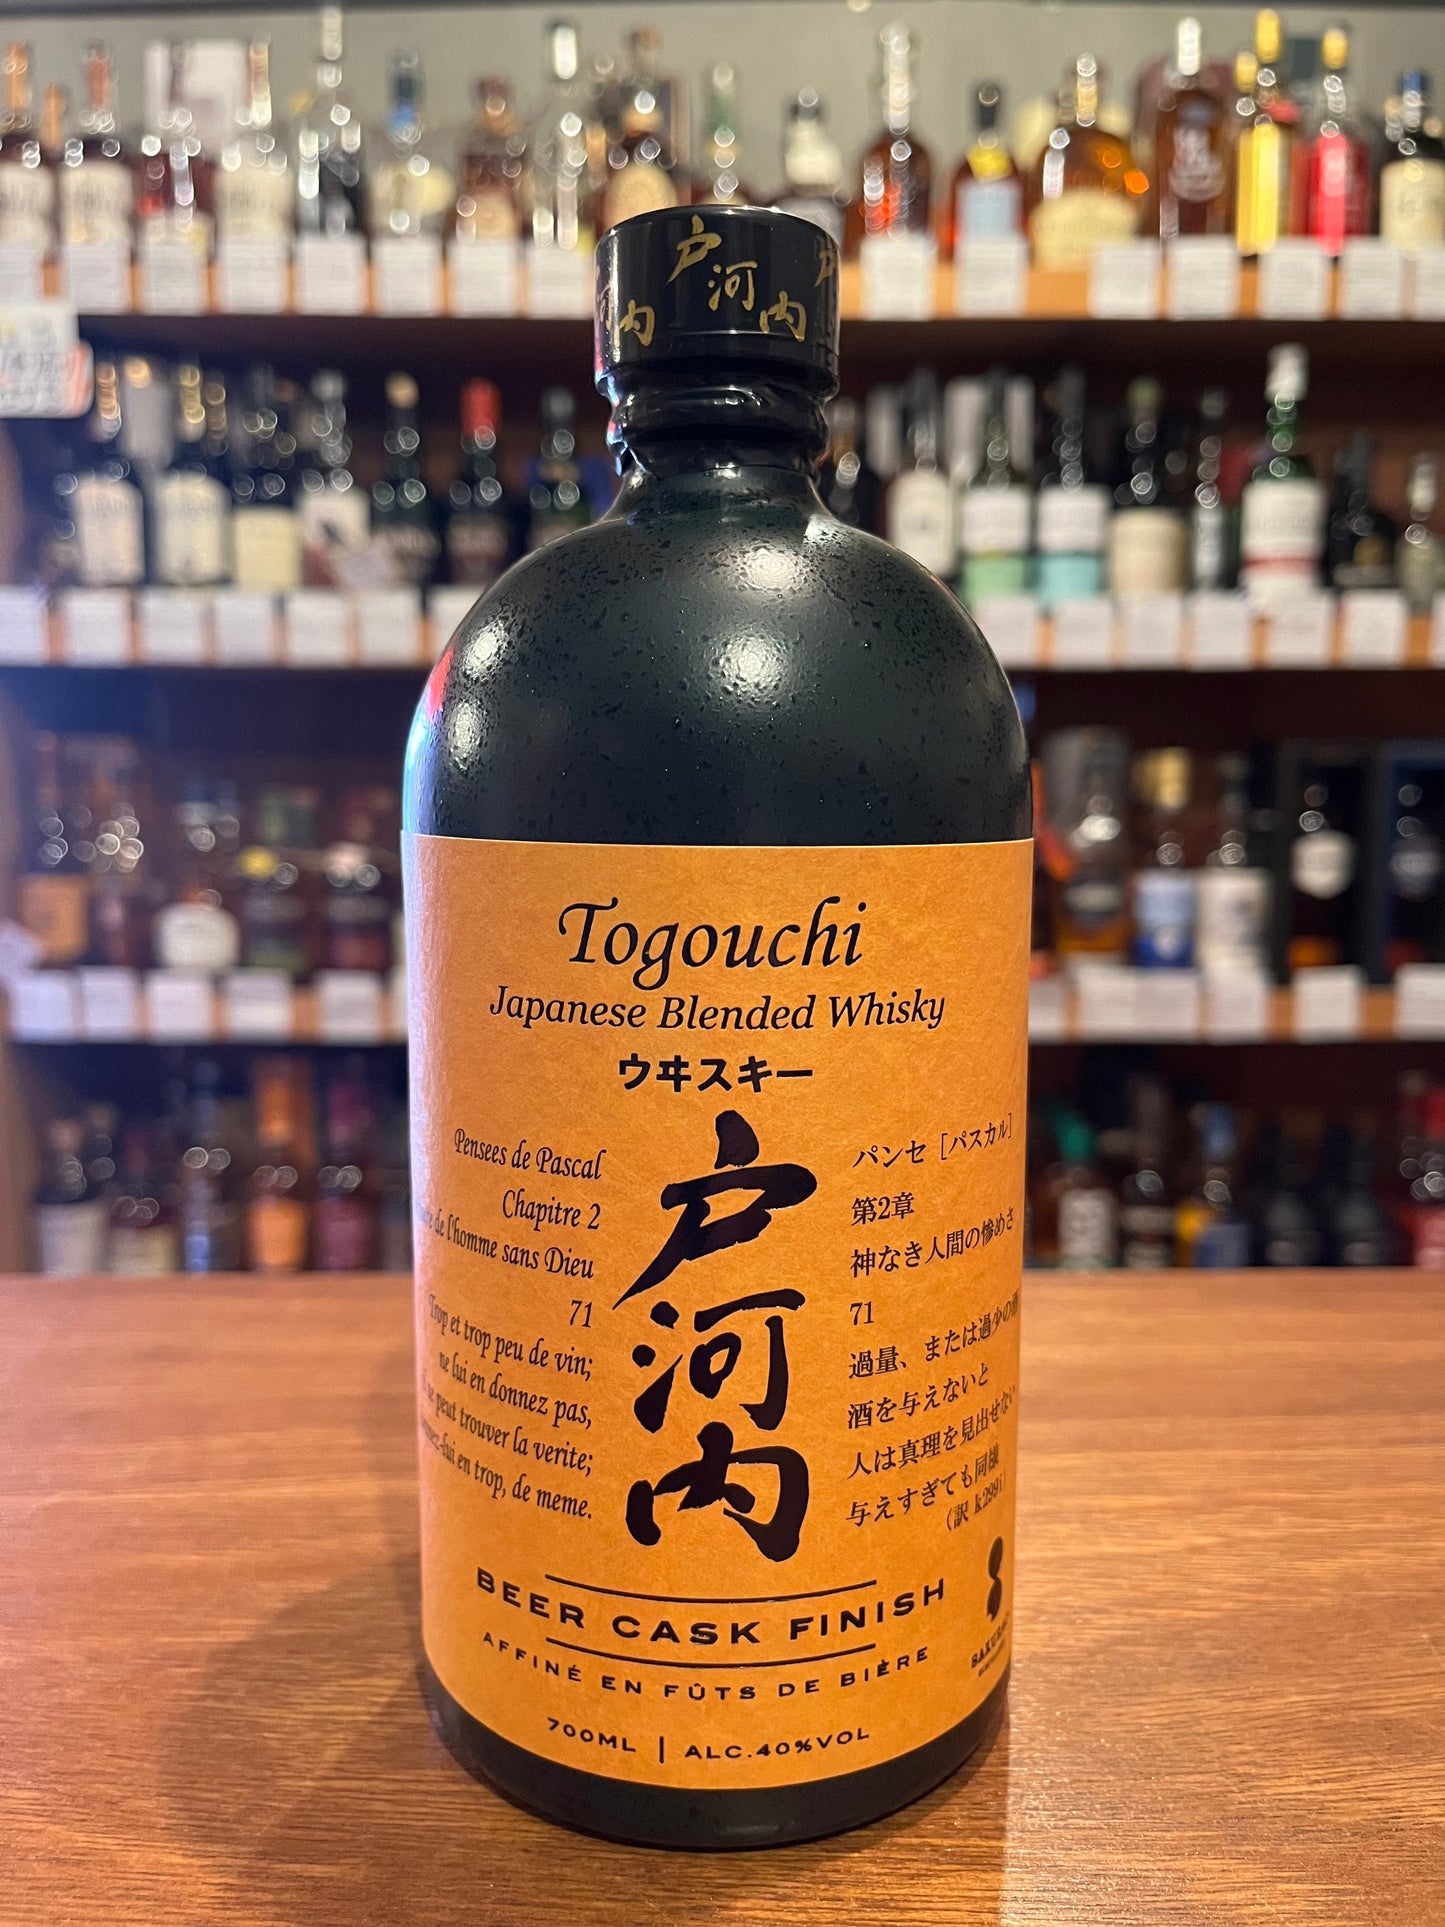 戸河内
Togouchi
Japanese Blended Whisky
ウヰスキー
Pensees de Pascal
Chapitre 2
de l'homme sans Dieu
71
Trop et trop peu de vin;
ne lui en donnez pas,
peut trouver la verite;
en trop, de meme.
戸河内
パンセ［パスカル］
第2章
神なき人間の惨めさ
71
過量、または過少の酒
酒を与えないと
人は真理を見出せない
与えすぎても同様
（訳 k2991）
BEER CASK FINISH
AFFINÉ EN FÛTS DE BIÈRE
700ML | ALC.40%VOL